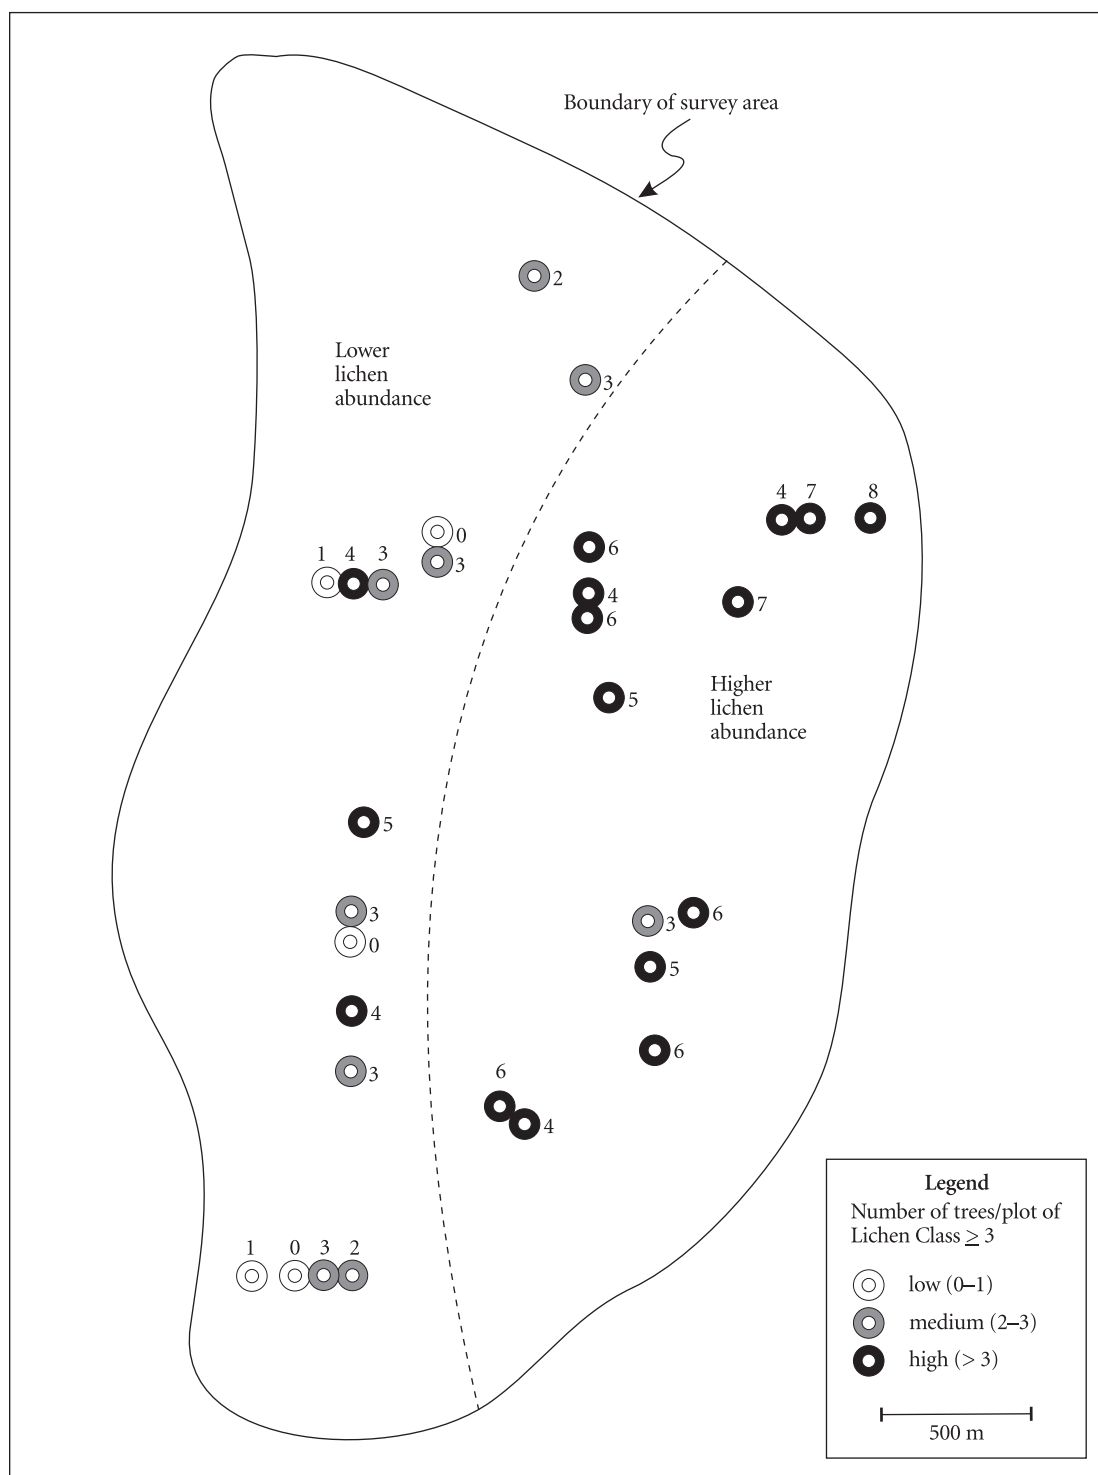 Boundary of survey area
2
Lower
lichen
abundance
3
4 7 8
0
6
1 4 3
3
4
7
6
5
Higher
lichen
abundance
5
3
3
6
0
5
4
6
3
6
4
1 0 3 2
Legend
Number of trees/plot of
Lichen Class ≥ 3
low (0–1)
medium (2–3)
high (> 3)
500 m